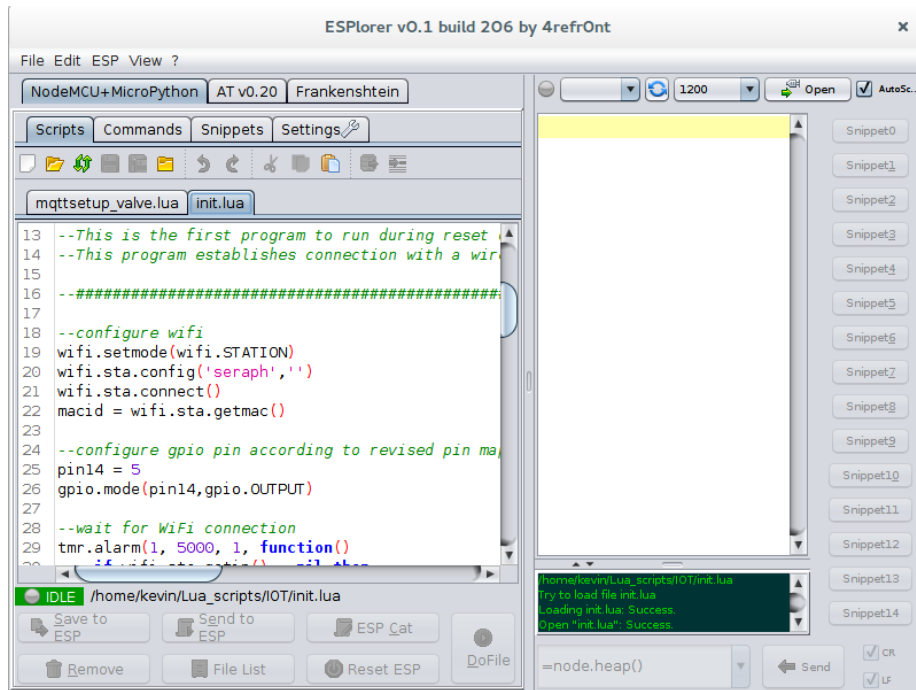 ESPlorer v0.1 build 206 by 4refr0nt
×
File Edit ESP View ?
NodeMCU+MicroPython AT v0.20 Frankenshtein
1200 Open AutoSc..
Scripts Commands Snippets Settings
mqttsetup_valve.lua init.lua
13 --This is the first program to run during reset
14 --This program establishes connection with a wir
15
16 --##############################################
17
18 --configure wifi
19 wifi.setmode(wifi.STATION)
20 wifi.sta.config('seraph','')
21 wifi.sta.connect()
22 macid = wifi.sta.getmac()
23
24 --configure gpio pin according to revised pin ma
25 pin14 = 5
26 gpio.mode(pin14,gpio.OUTPUT)
27
28 --wait for WiFi connection
29 tmr.alarm(1, 5000, 1, function()
IDLE /home/kevin/Lua_scripts/IOT/init.lua
Save to ESP
Send to ESP
ESP Cat
DoFile
Remove
File List
Reset ESP
Snippet0
Snippet1
Snippet2
Snippet3
Snippet4
Snippet5
Snippet6
Snippet7
Snippet8
Snippet9
Snippet10
Snippet11
Snippet12
Snippet13
Snippet14
/home/kevin/Lua_scripts/IOT/init.lua
Try to load file init.lua
Loading init.lua: Success.
Open "init.lua": Success.
=node.heap()
Send
CR
LF